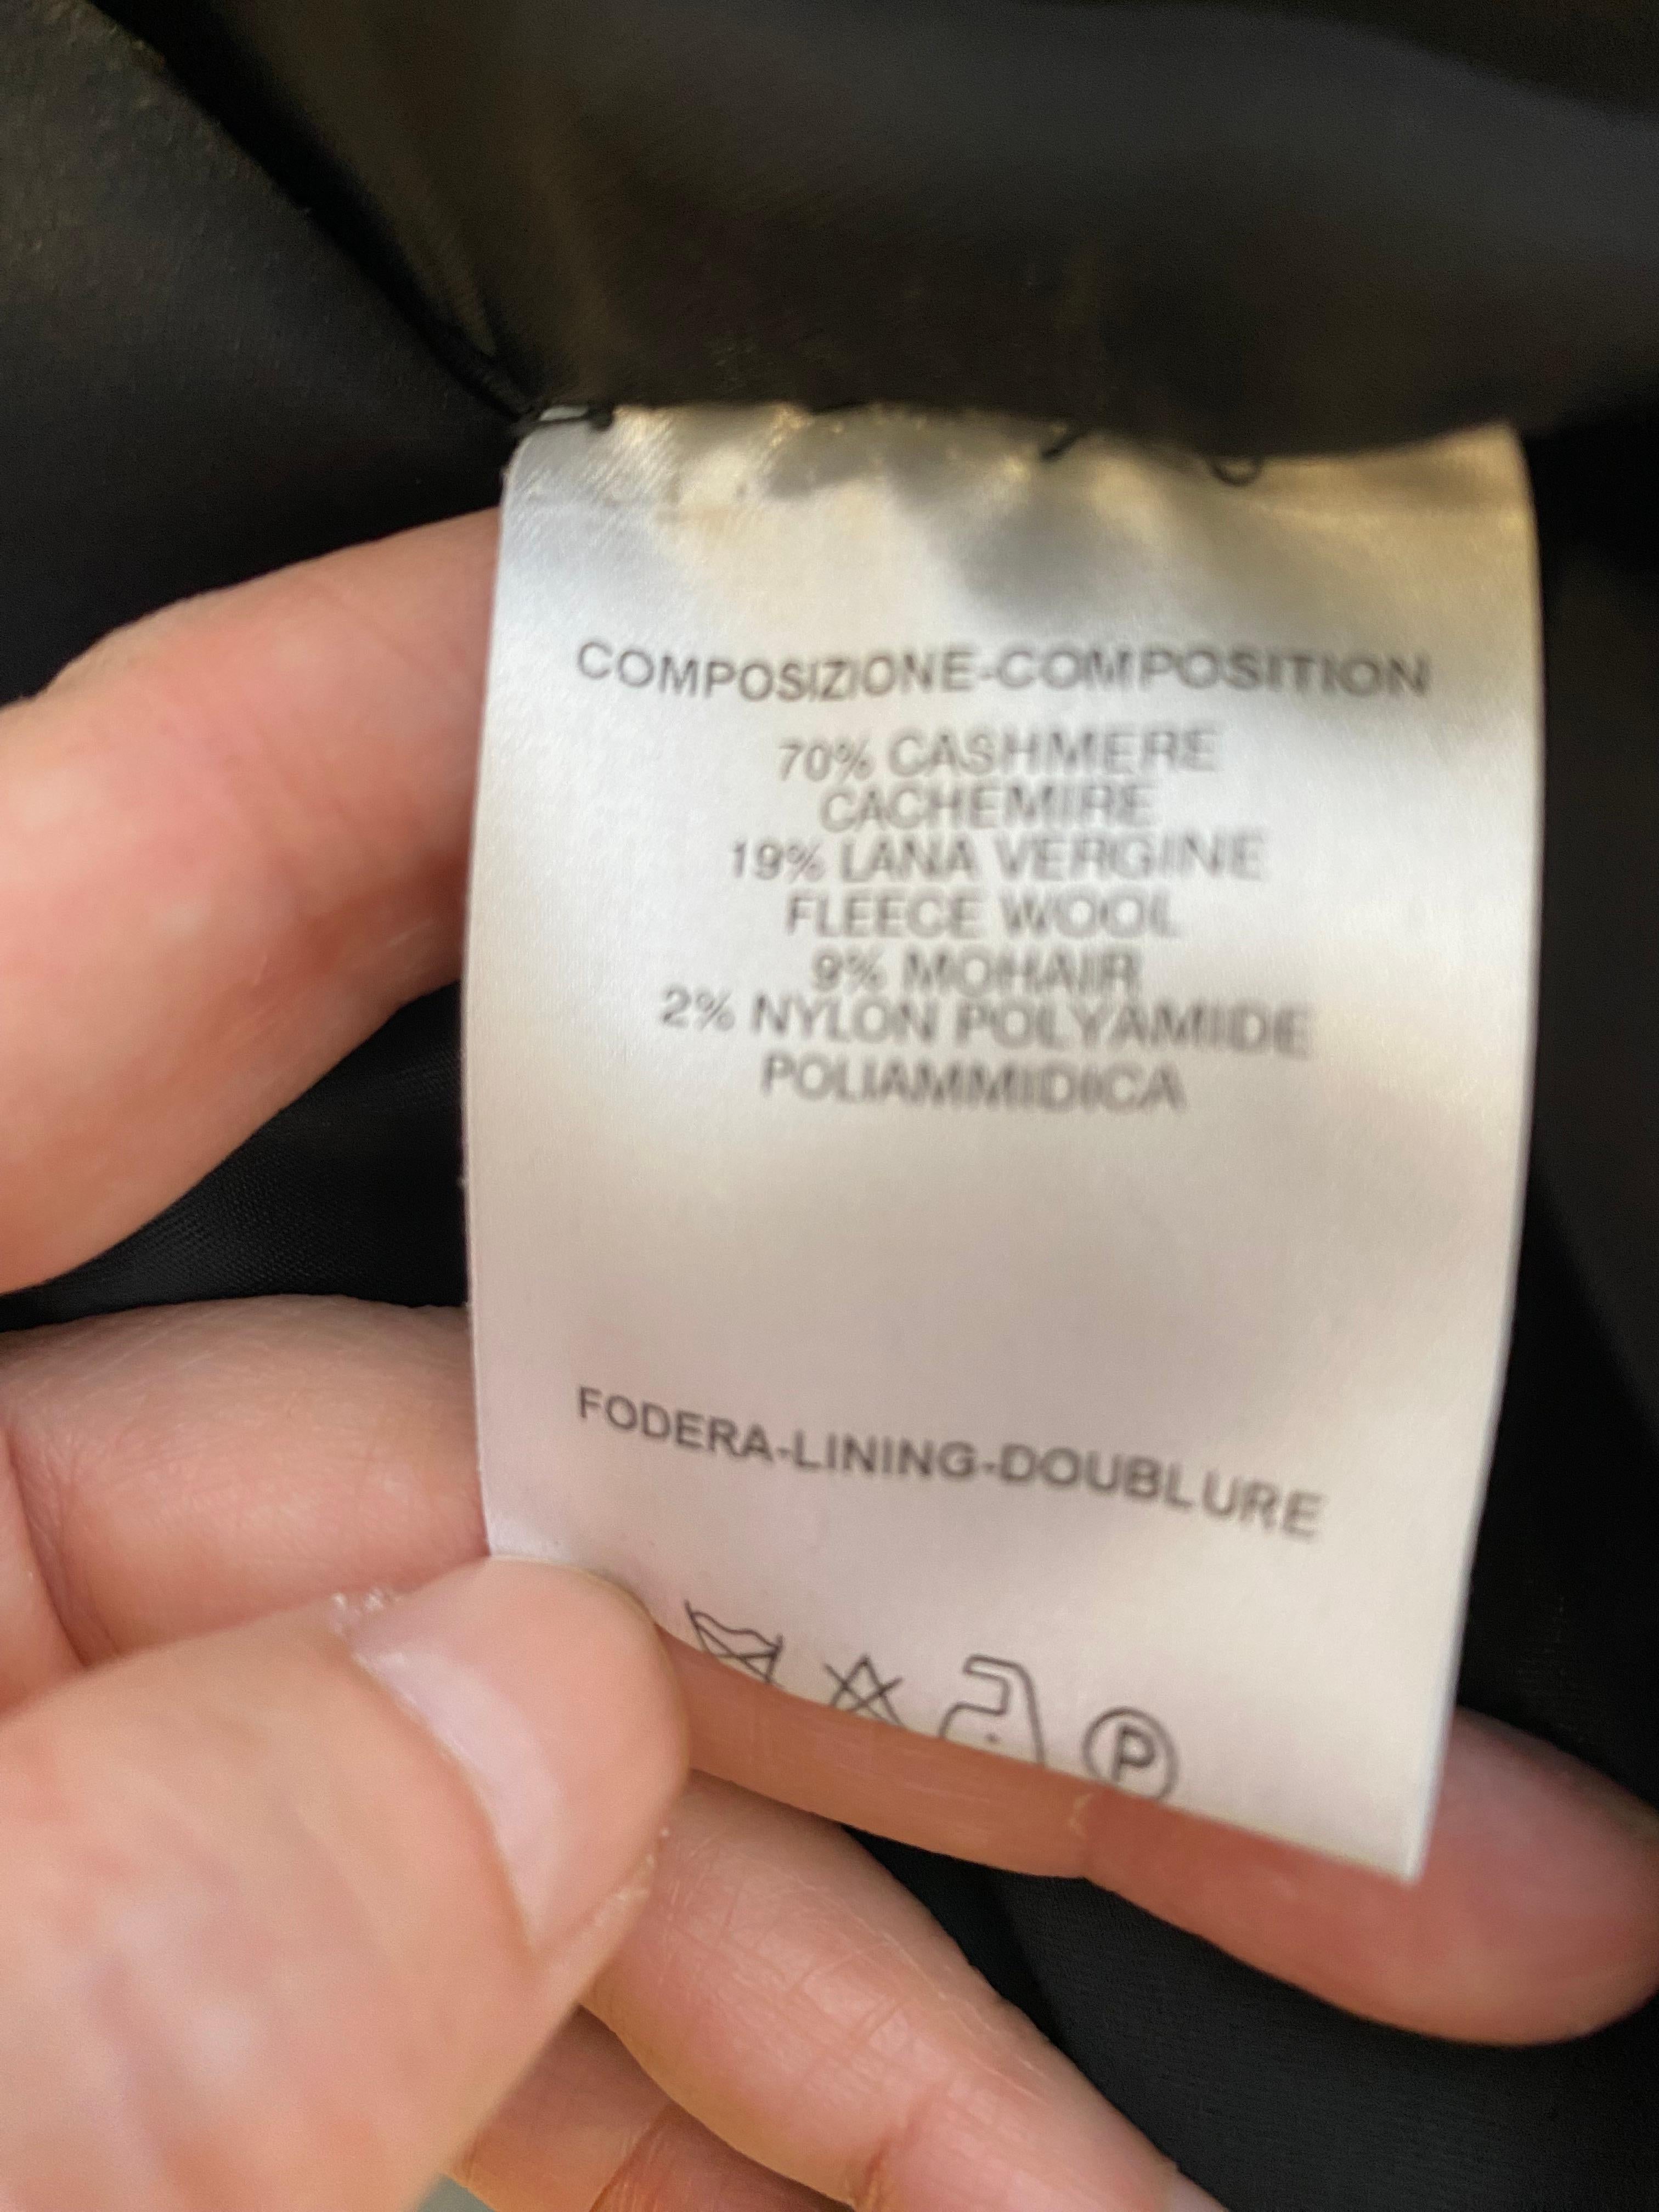 COMPOSIZIONE-COMPOSITION
70% CASHMERE
CACHEMIRE
19% LANA VERGINE
FLEECE WOOL
9% MOHAIR
2% NYLON POLYAMIDE
POLIAMMIDICA
FODERA-LINING-DOUBLURE
P